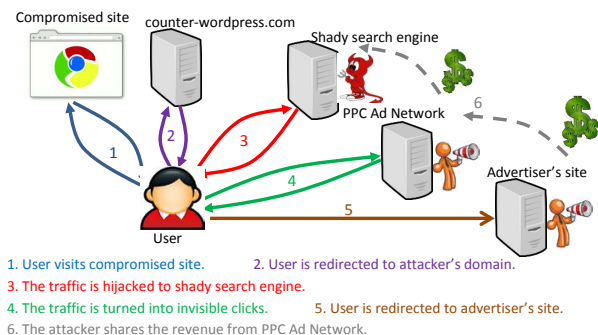 Compromised site
counter-wordpress.com
Shady search engine
6
PPC Ad Network
1
2
3
4
Advertiser's site
5
User
1. User visits compromised site. 2. User is redirected to attacker's domain.
3. The traffic is hijacked to shady search engine.
4. The traffic is turned into invisible clicks. 5. User is redirected to advertiser's site.
6. The attacker shares the revenue from PPC Ad Network.